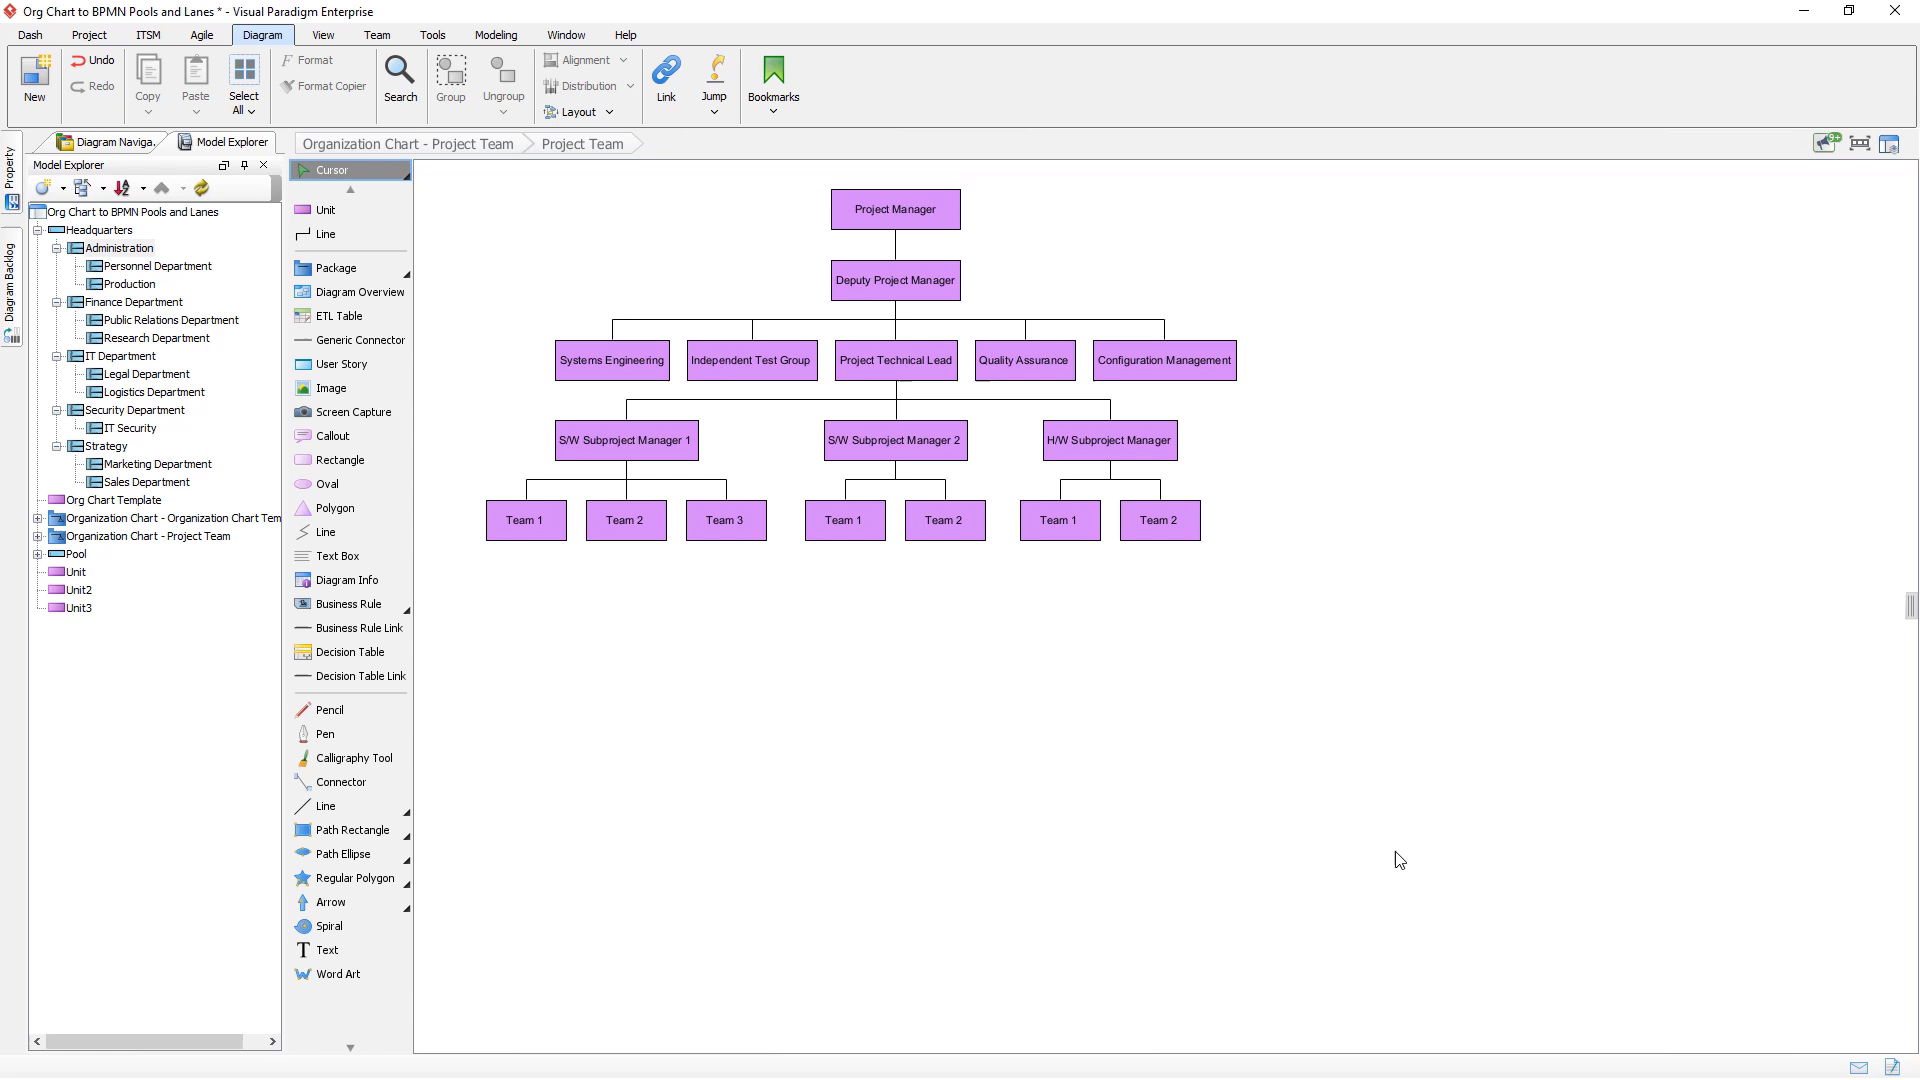 Org Chart to BPMN Pools and Lanes * - Visual Paradigm Enterprise
Dash Project ITSM Agile Diagram View Team Tools Modeling Window Help
New
Undo
Redo
Copy
Paste
Select All
Format
Format Copier
Search
Group
Ungroup
Alignment
Distribution
Layout
Link
Jump
Bookmarks
Property
Diagram Backlog
Diagram Naviga.
Model Explorer
Organization Chart - Project Team
Project Team
9+
Model Explorer
Org Chart to BPMN Pools and Lanes
Headquarters
Administration
Personnel Department
Production
Finance Department
Public Relations Department
Research Department
IT Department
Legal Department
Logistics Department
Security Department
IT Security
Strategy
Marketing Department
Sales Department
Org Chart Template
Organization Chart - Organization Chart Tem
Organization Chart - Project Team
Pool
Unit
Unit2
Unit3
Cursor
Unit
Line
Package
Diagram Overview
ETL Table
Generic Connector
User Story
Image
Screen Capture
Callout
Rectangle
Oval
Polygon
Line
Text Box
Diagram Info
Business Rule
Business Rule Link
Decision Table
Decision Table Link
Pencil
Pen
Calligraphy Tool
Connector
Line
Path Rectangle
Path Ellipse
Regular Polygon
Arrow
Spiral
Text
Word Art
Project Manager
Deputy Project Manager
Systems Engineering
Independent Test Group
Project Technical Lead
Quality Assurance
Configuration Management
S/W Subproject Manager 1
S/W Subproject Manager 2
H/W Subproject Manager
Team 1
Team 2
Team 3
Team 1
Team 2
Team 1
Team 2